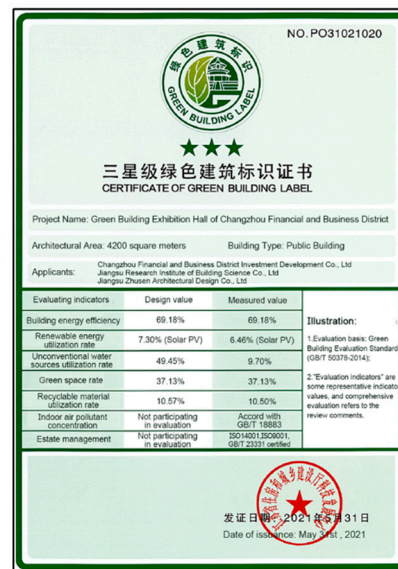 NO.PO31021020
绿色建筑标识
GREEN BUILDING LABEL
三星级绿色建筑标识证书
CERTIFICATE OF GREEN BUILDING LABEL
Project Name: Green Building Exhibition Hall of Changzhou Financial and Business District
Architectural Area: 4200 square meters Building Type: Public Building
Applicants:
Changzhou Financial and Business District Investment Development Co., Ltd
Jiangsu Research Institute of Building Science Co., Ltd
Jiangsu Zhusen Architectural Design Co., Ltd
Evaluating indicators Design value Measured value
Building energy efficiency 69.18% 69.18%
Renewable energy
utilization rate 7.30% (Solar PV) 6.46% (Solar PV)
Unconventional water
sources utilization rate 49.45% 9.70%
Green space rate 37.13% 37.13%
Recyclable material
utilization rate 10.57% 10.50%
Indoor air pollutant
concentration
Not participating
in evaluation
Accord with
GB/T 18883
Estate management
Not participating
in evaluation
ISO14001,ISO9001,
GB/T 23331 certified
Illustration:
1.Evaluation basis: Green
Building Evaluation Standard
(GB/T 50378-2014);
2."Evaluation indicators" are
some representative indicato
values, and comprehensive
evaluation refers to the
review comments.
发证日期：2021年5月31日
Date of issuance: May 31st , 2021